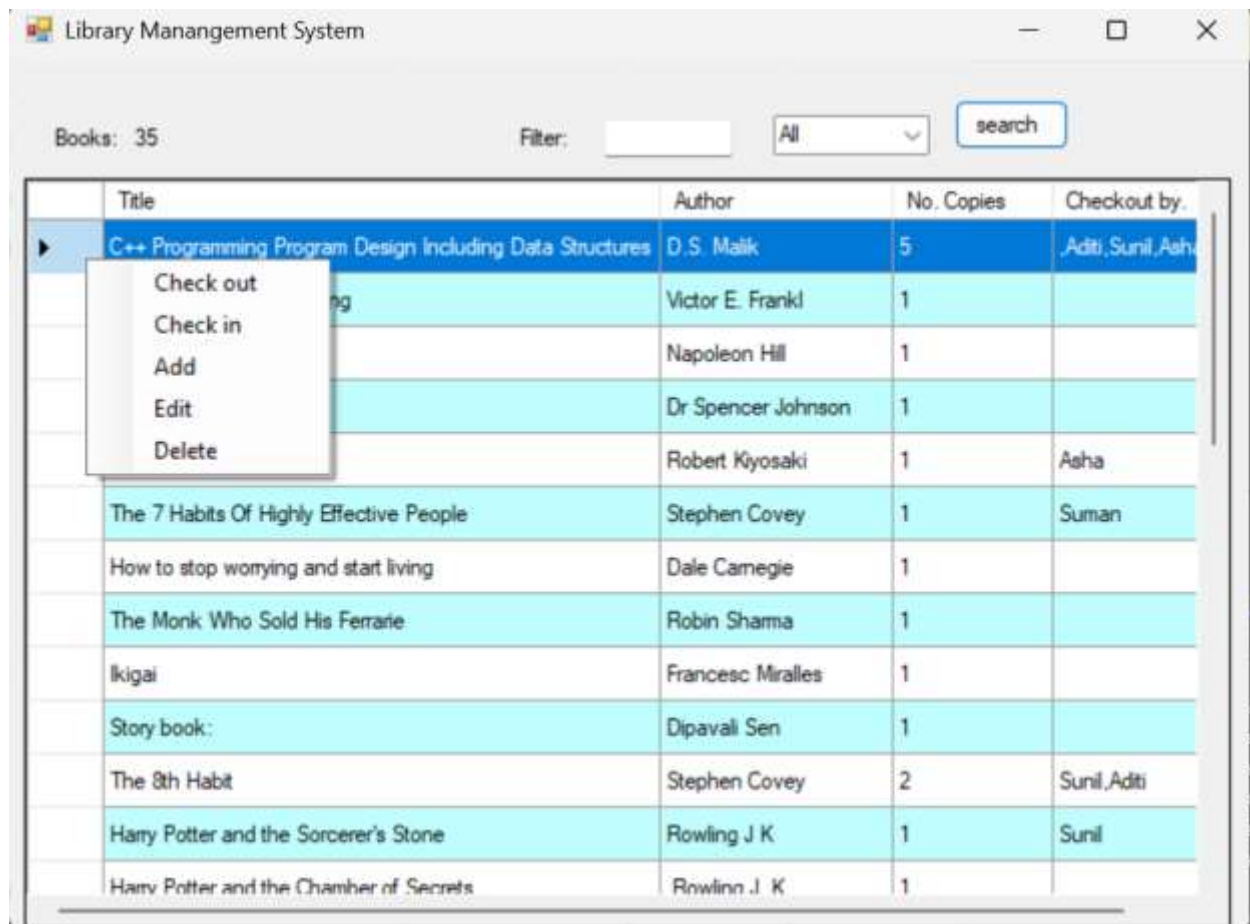 Library Manangement System
Books: 35 Filter: All search
Title Author No. Copies Checkout by.
C++ Programming Program Design Including Data Structures D.S. Malik 5 ,Aditi,Sunil,Asha
Check out
ng Victor E. Frankl 1
Check in
Napoleon Hill 1
Add
Edit
Dr Spencer Johnson 1
Delete
Robert Kiyosaki 1 Asha
The 7 Habits Of Highly Effective People Stephen Covey 1 Suman
How to stop worrying and start living Dale Carnegie 1
The Monk Who Sold His Ferrarie Robin Sharma 1
Ikigai Francesc Miralles 1
Story book: Dipavali Sen 1
The 8th Habit Stephen Covey 2 Sunil,Aditi
Harry Potter and the Sorcerer's Stone Rowling J K 1 Sunil
Harry Potter and the Chamber of Secrets Rowling J. K 1